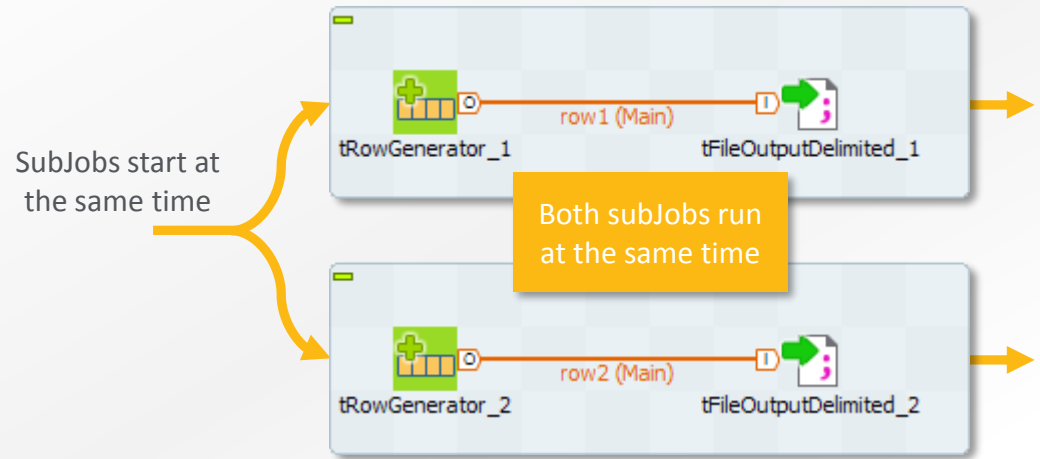 SubJobs start at
the same time
O
row1 (Main)
I
;
tRowGenerator_1
tFileOutputDelimited_1
Both subJobs run
at the same time
O
row2 (Main)
I
;
tRowGenerator_2
tFileOutputDelimited_2